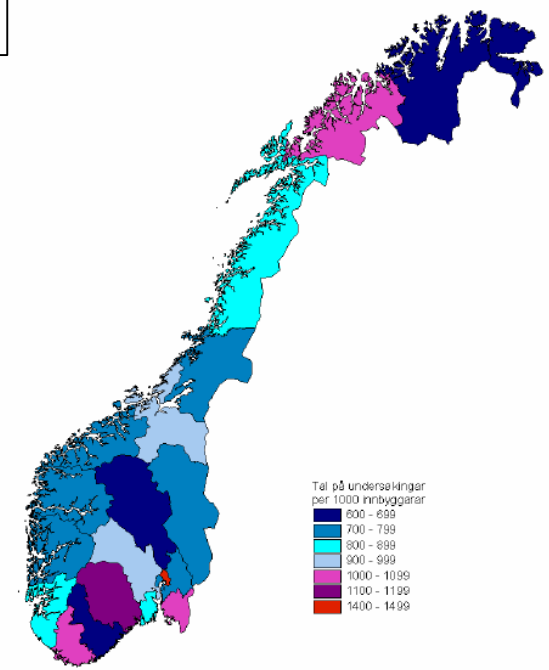 Tal på undersøkingar
per 1000 innbyggarar
600 - 699
700 - 799
800 - 899
900 - 999
1000 - 1099
1100 - 1199
1400 - 1499